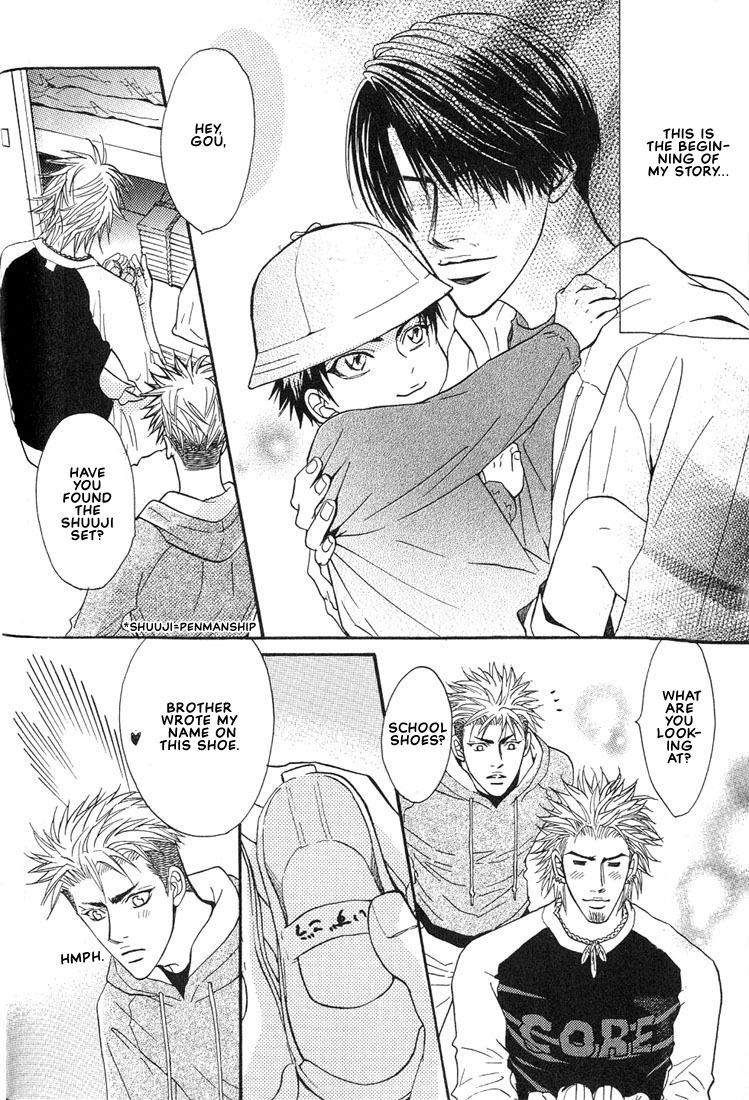 THIS IS
THE BEGIN-
NING OF
MY STORY...
HEY,
GOU,
HAVE
YOU
FOUND
THE
SHUUJI
SET?
*SHUUJI=PENMANSHIP
WHAT
ARE
YOU
LOOK-
ING
AT?
SCHOOL
SHOES?
CORE
BROTHER
WROTE MY
NAME ON
THIS SHOE.
HMPH.